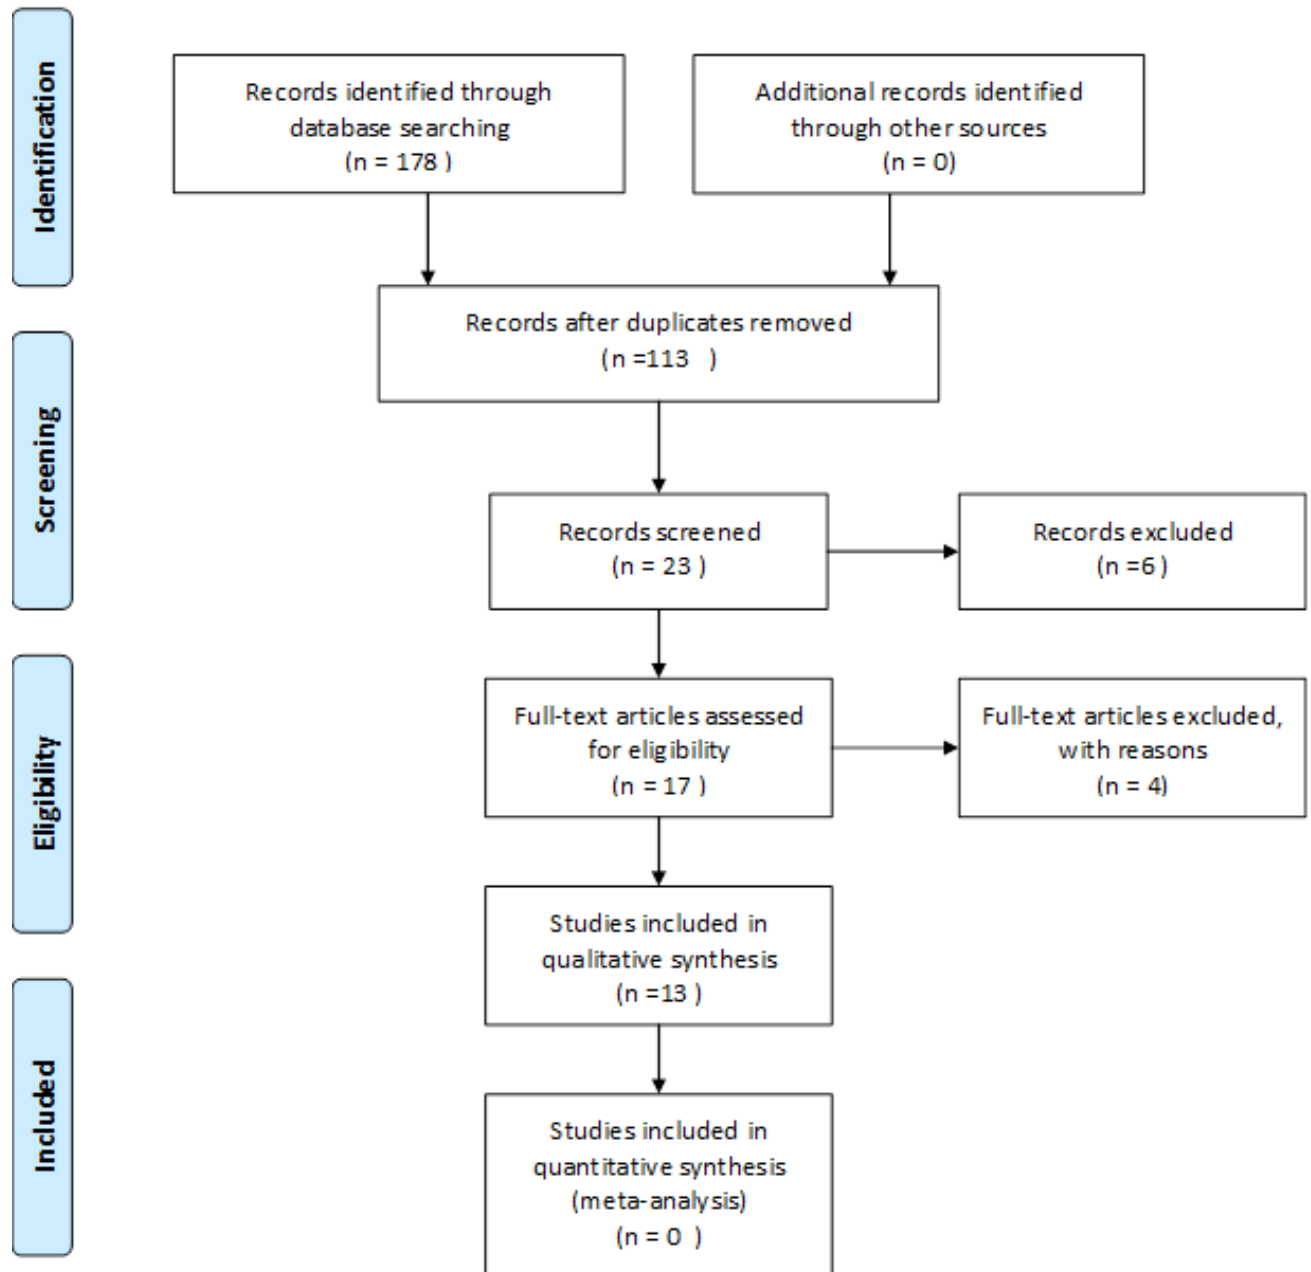 Identification
Records identified through
database searching
(n = 178 )
Additional records identified
through other sources
(n = 0)
Records after duplicates removed
(n =113 )
Screening
Records screened
(n = 23 )
Records excluded
(n =6 )
Eligibility
Full-text articles assessed
for eligibility
(n = 17 )
Full-text articles excluded,
with reasons
(n = 4)
Studies included in
qualitative synthesis
(n =13 )
Included
Studies included in
quantitative synthesis
(meta-analysis)
(n = 0 )